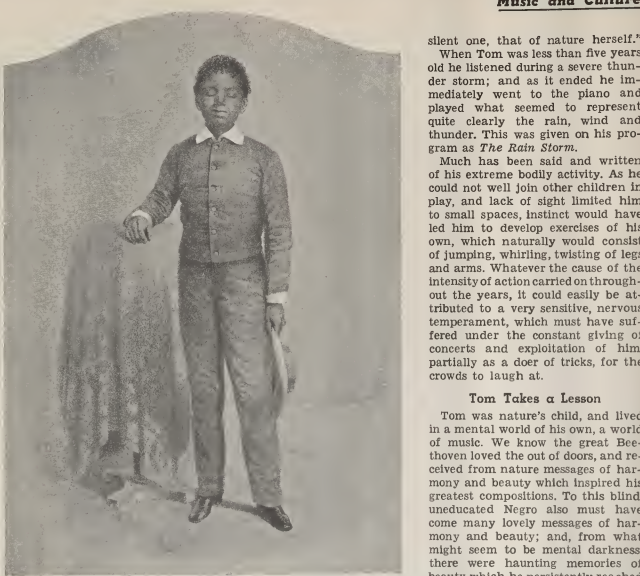 Music and Culture
silent one, that of nature herself."
When Tom was less than five years
old he listened during a severe thun-
der storm; and as it ended he im-
mediately went to the piano and
played what seemed to represent
quite clearly the rain, wind and
thunder. This was given on his pro-
gram as The Rain Storm.
Much has been said and written
of his extreme bodily activity. As he
could not well join other children in
play, and lack of sight limited him
to small spaces, instinct would have
led him to develop exercises of his
own, which naturally would consist
of jumping, whirling, twisting of legs
and arms. Whatever the cause of the
intensity of action carried on through-
out the years, it could easily be at-
tributed to a very sensitive, nervous
temperament, which must have suf-
fered under the constant giving of
concerts and exploitation of him
partially as a doer of tricks, for the
crowds to laugh at.
Tom Takes a Lesson
Tom was nature's child, and lived
in a mental world of his own, a world
of music. We know the great Bee-
thoven loved the out of doors, and re-
ceived from nature messages of har-
mony and beauty which inspired his
greatest compositions. To this blind
uneducated Negro also must have
come many lovely messages of har-
mony and beauty; and, from what
might seem to be mental darkness
there were haunting memories of
beauty which he persistently